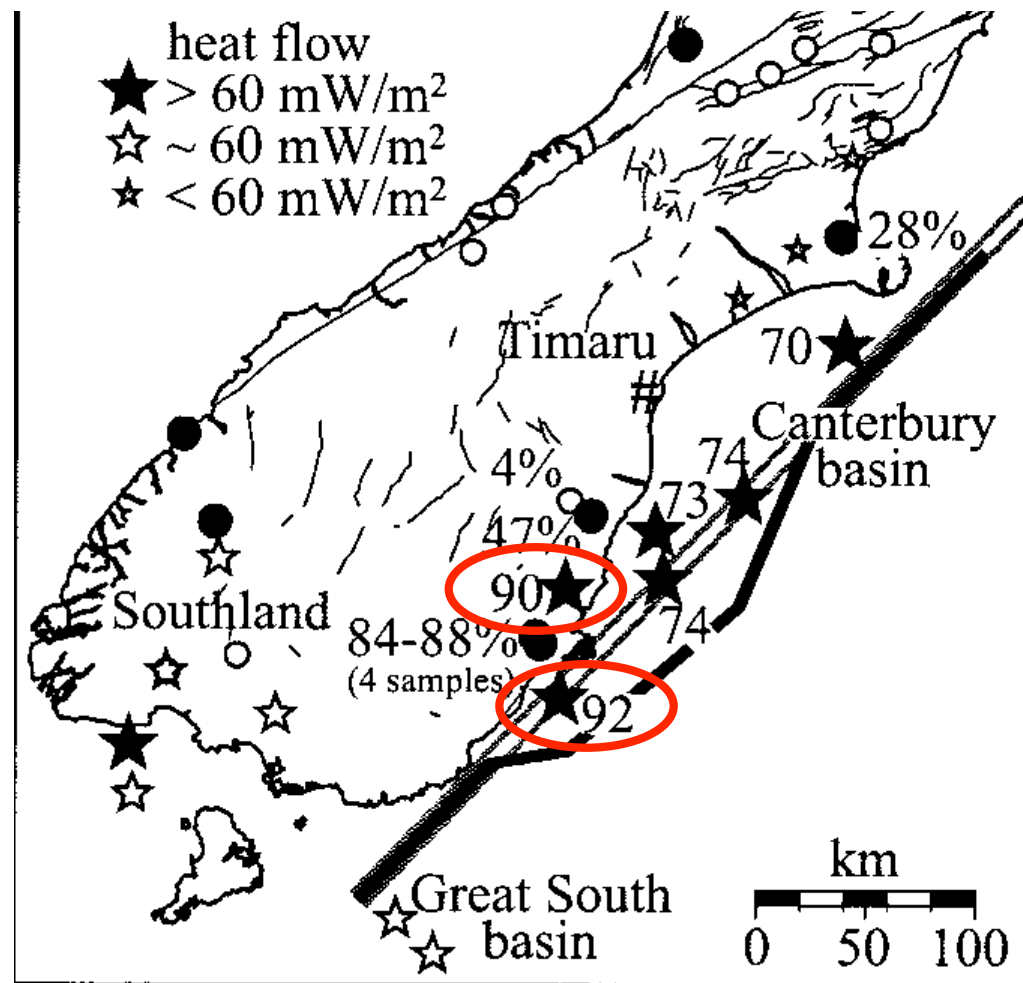 heat flow
> 60 mW/m²
~ 60 mW/m²
< 60 mW/m²
28%
Timaru
#
70
Canterbury
basin
74
4%
73
47%
90
Southland
74
84-88%
(4 samples)
92
km
Great South
basin
0 50 100